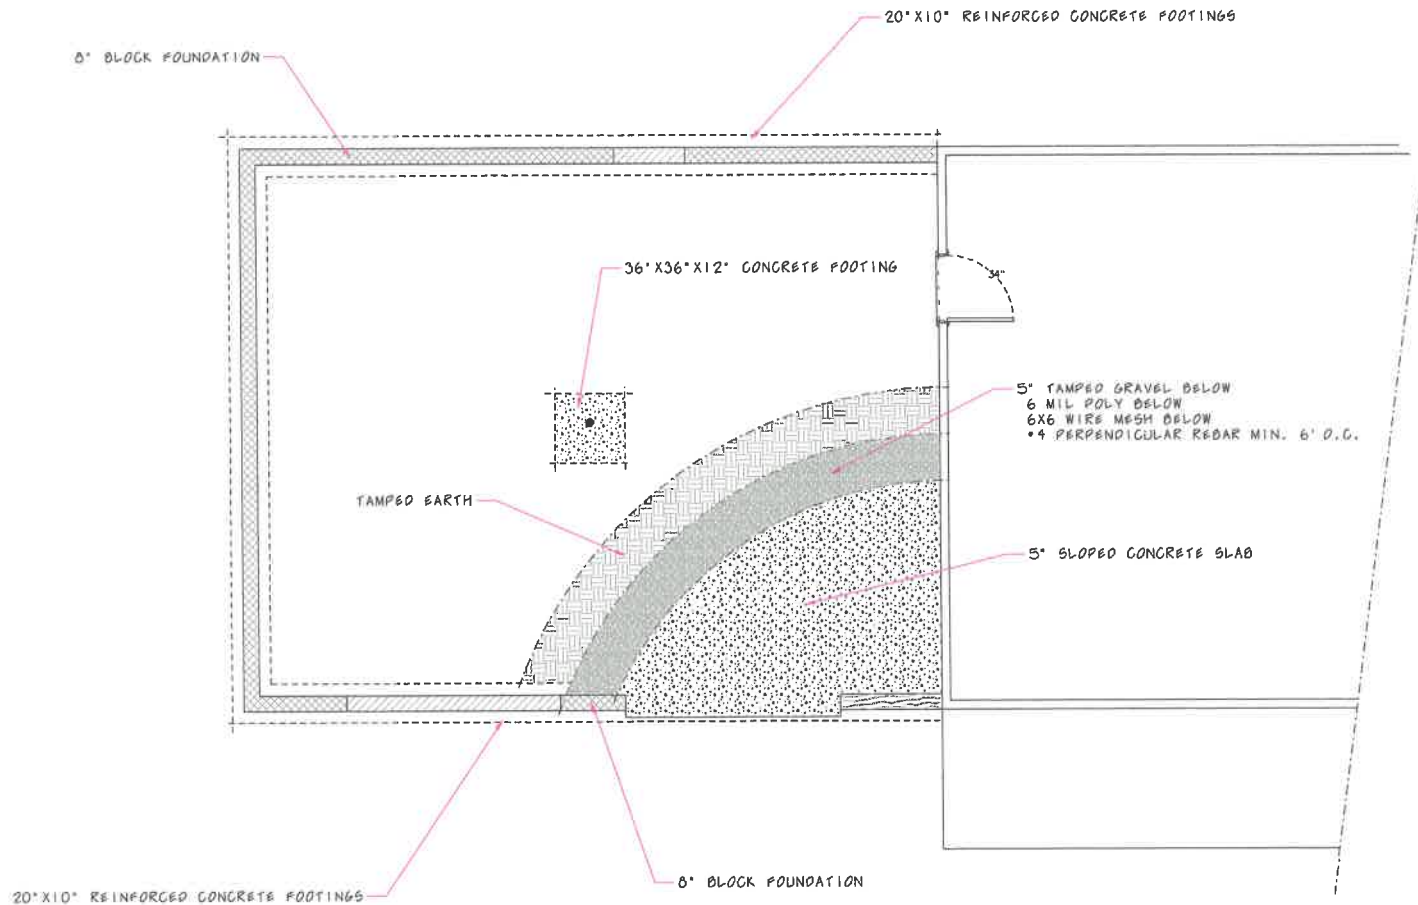 20"X10" REINFORCED CONCRETE FOOTINGS
8" BLOCK FOUNDATION
36"X36"X12" CONCRETE FOOTING
34"
5" TAMPED GRAVEL BELOW
6 MIL POLY BELOW
6X6 WIRE MESH BELOW
#4 PERPENDICULAR REBAR MIN. 6' O.C.
TAMPED EARTH
5" SLOPED CONCRETE SLAB
8" BLOCK FOUNDATION
20"X10" REINFORCED CONCRETE FOOTINGS